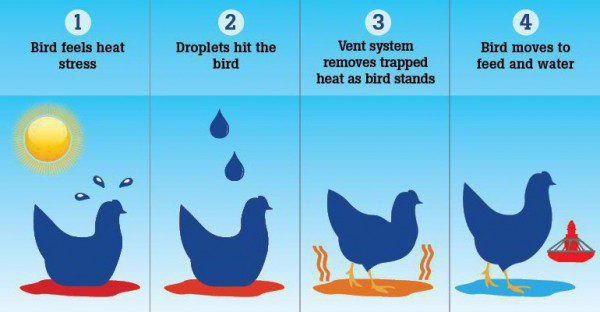 1
Bird feels heat
stress
2
Droplets hit the
bird
3
Vent system
removes trapped
heat as bird stands
4
Bird moves to
feed and water